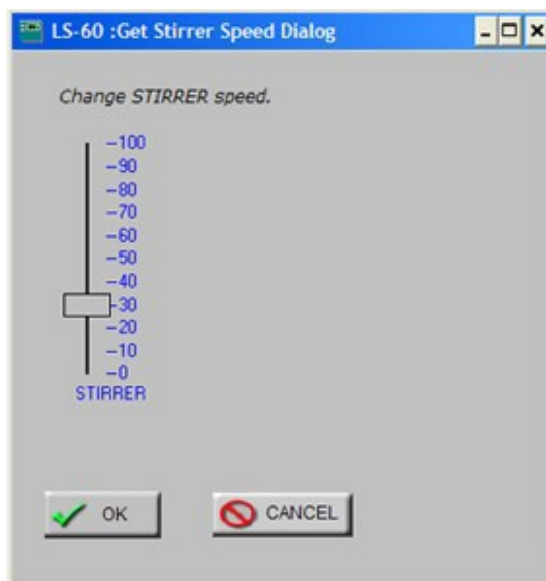 LS-60 :Get Stirrer Speed Dialog
Change STIRRER speed.
-100
-90
-80
-70
-60
-50
-40
-30
-20
-10
-0
STIRRER
OK CANCEL